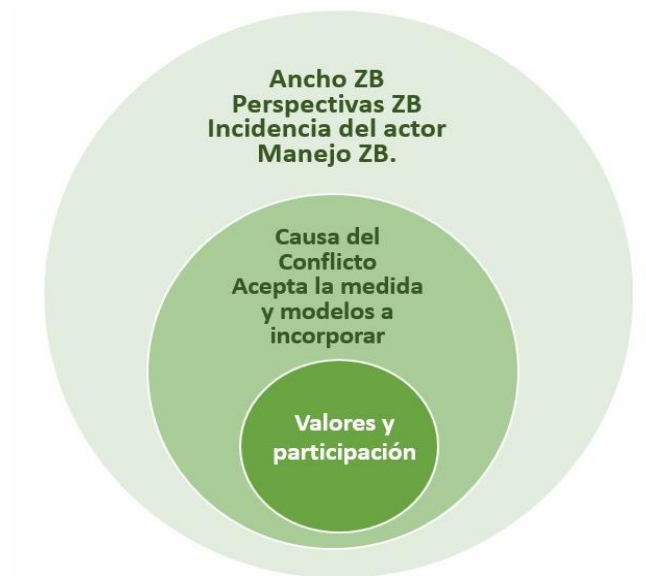 Ancho ZB
Perspectivas ZB
Incidencia del actor
Manejo ZB.
Causa del
Conflicto
Acepta la medida
y modelos a
incorporar
Valores y
participación